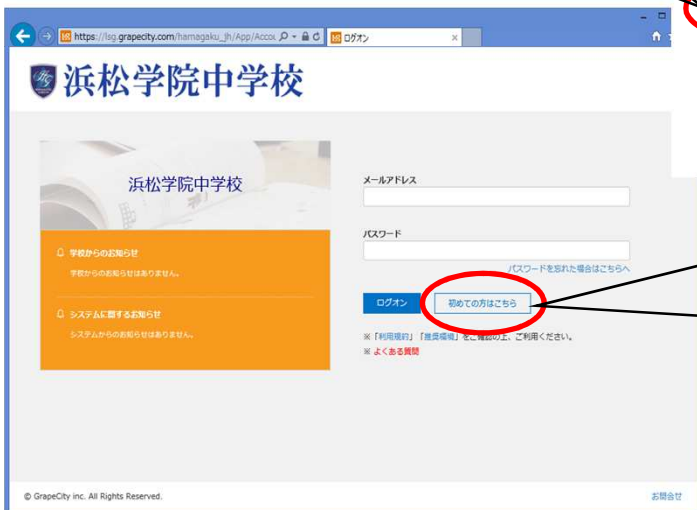 https://lsg.grapecity.com/hamagaku_jh/App/Accou
ログオン
浜松学院中学校
浜松学院中学校
学校からのお知らせ
学校からのお知らせはありません。
システムに関するお知らせ
システムからのお知らせはありません。
メールアドレス
パスワード
パスワードを忘れた場合はこちらへ
ログオン
初めての方はこちら
※「利用規約」「推奨環境」をご確認の上、ご利用ください。
※ よくある質問
© GrapeCity inc. All Rights Reserved.
お問合せ